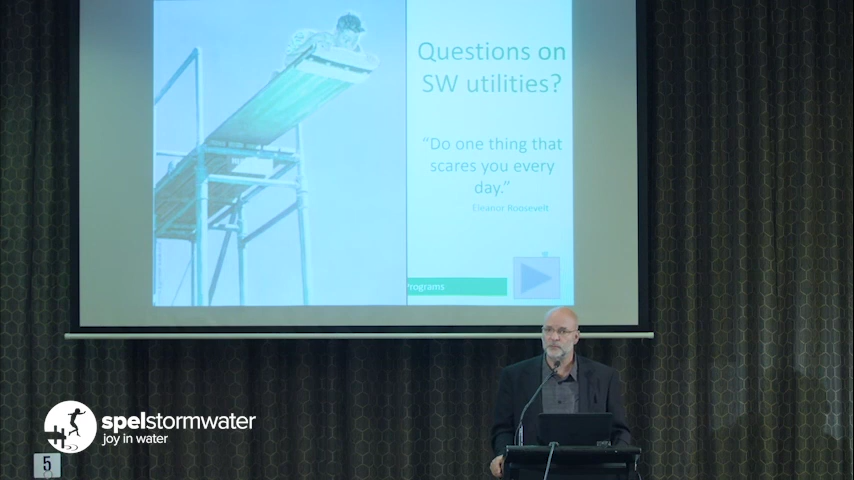 Questions on
SW utilities?
"Do one thing that
scares you every
day."
Eleanor Roosevelt
Programs
spelstormwater
joy in water
5